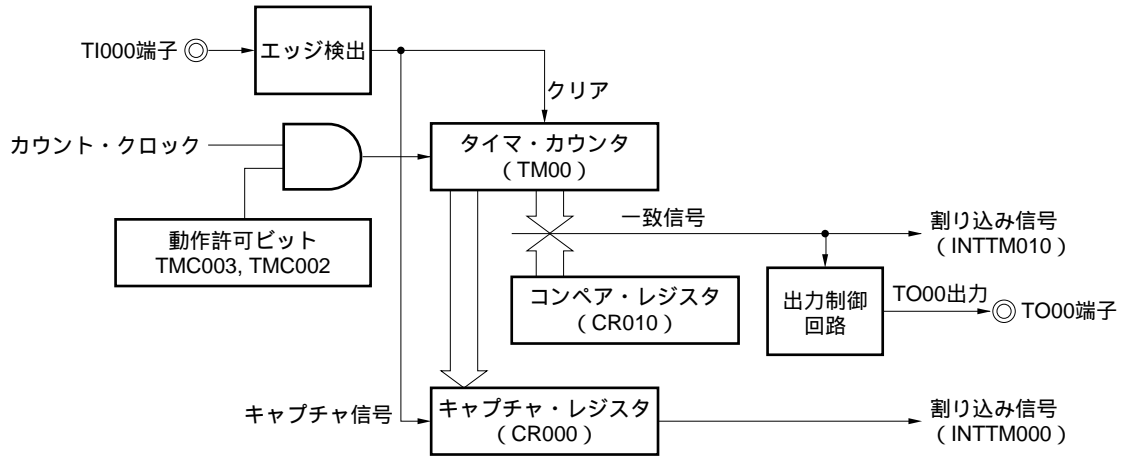 TI000端子
エッジ検出
クリア
カウント・クロック
タイマ・カウンタ
(TM00)
動作許可ビット
TMC003, TMC002
一致信号
割り込み信号
(INTTM010)
コンペア・レジスタ
(CR010)
出力制御
回路
TO00出力
TO00端子
キャプチャ信号
キャプチャ・レジスタ
(CR000)
割り込み信号
(INTTM000)